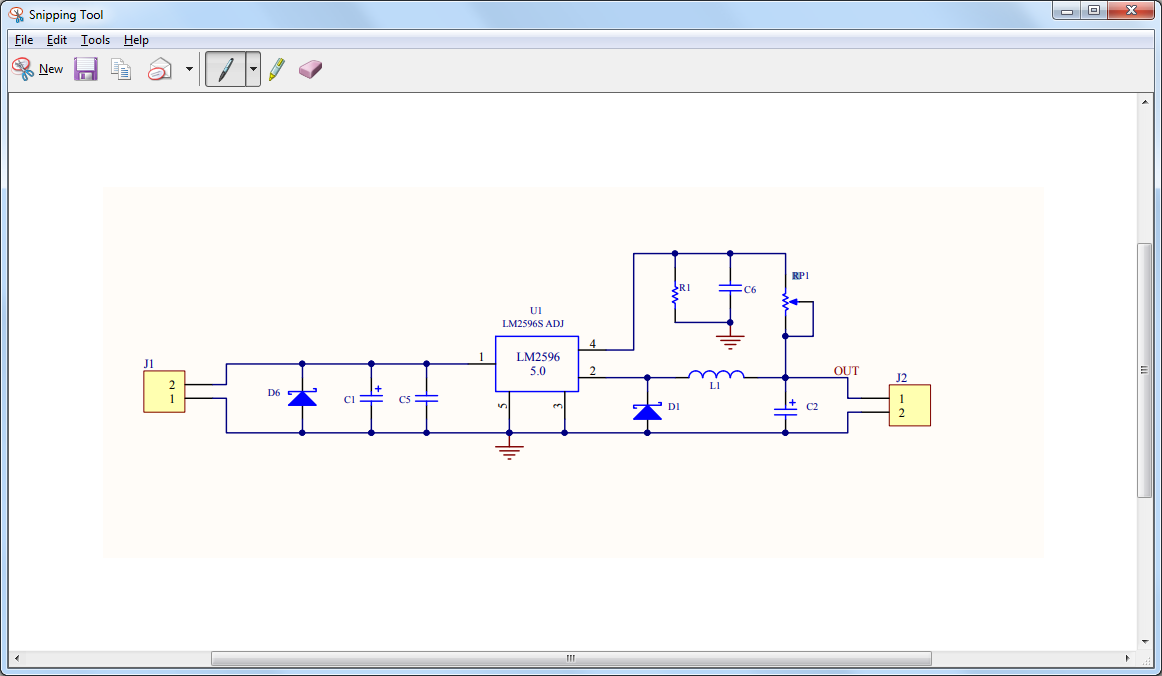 Snipping Tool
File Edit Tools Help
New
RP1
R1
C6
U1
LM2596S ADJ
4
J1
1
LM2596
5.0
2
OUT
J2
2
1
D6
C1
+
C5
5
3
L1
D1
+
C2
1
2